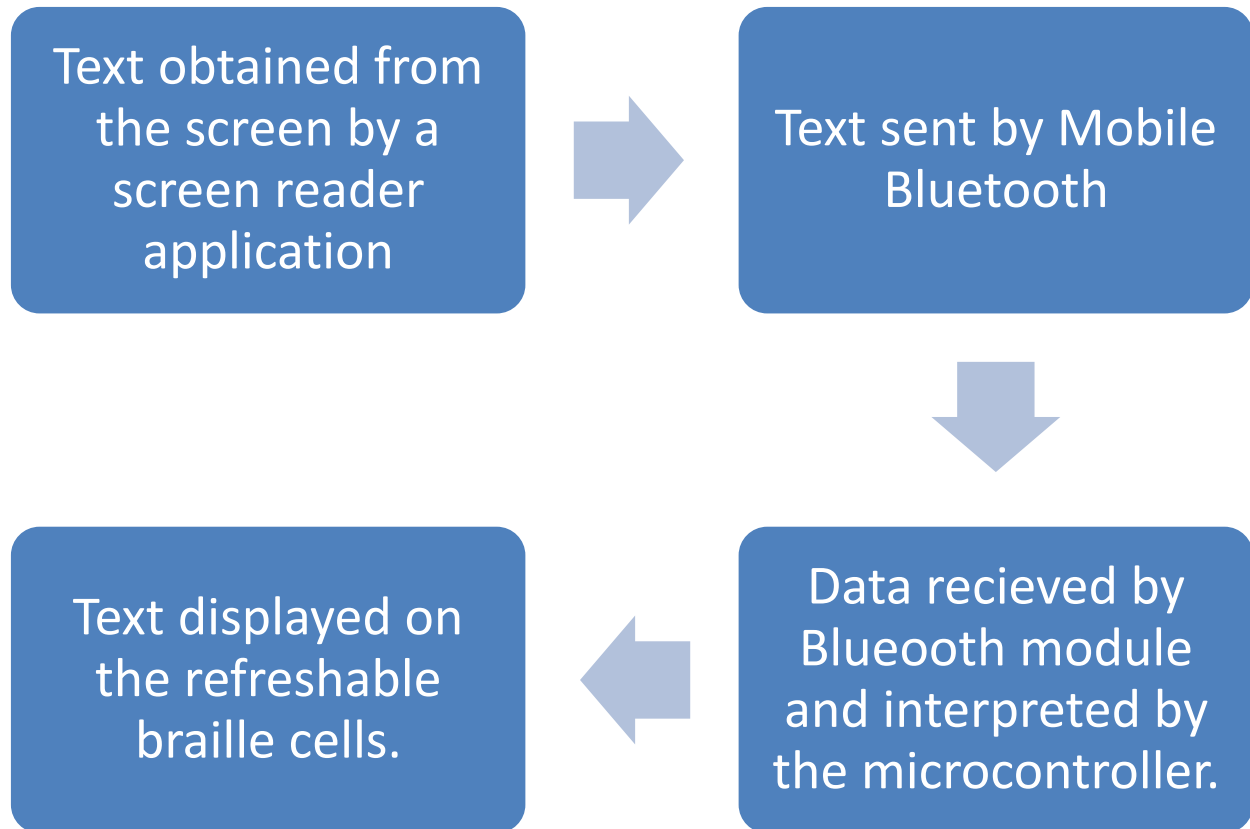 Text obtained from
the screen by a
screen reader
application
Text sent by Mobile
Bluetooth
Data recieved by
Blueooth module
and interpreted by
the microcontroller.
Text displayed on
the refreshable
braille cells.